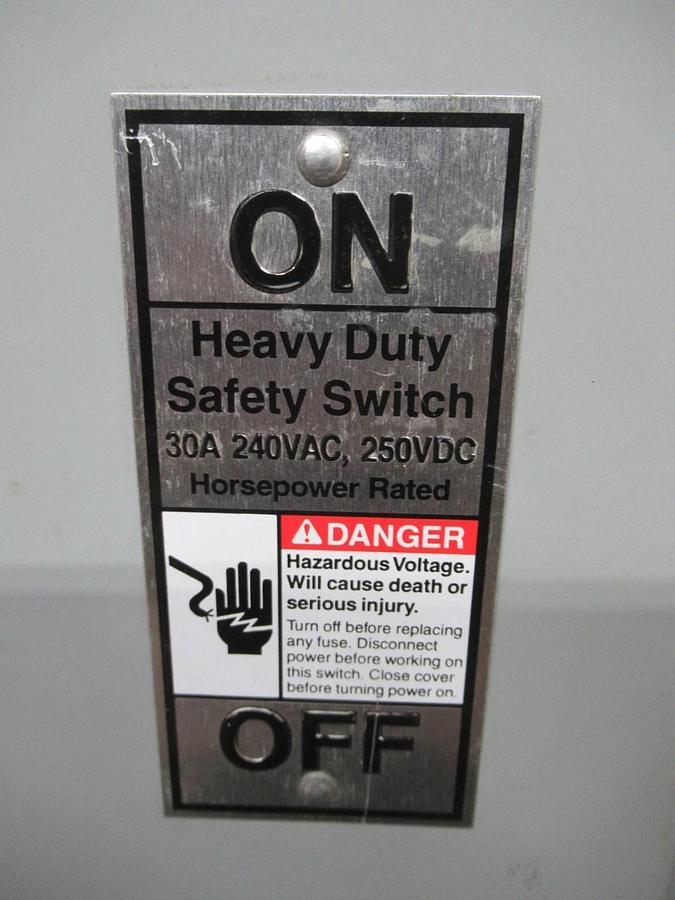 ON
Heavy Duty
Safety Switch
30A 240VAC, 250VDC
Horsepower Rated
DANGER
Hazardous Voltage.
Will cause death or
serious injury.
Turn off before replacing
any fuse. Disconnect
power before working on
this switch. Close cover
before turning power on.
OFF